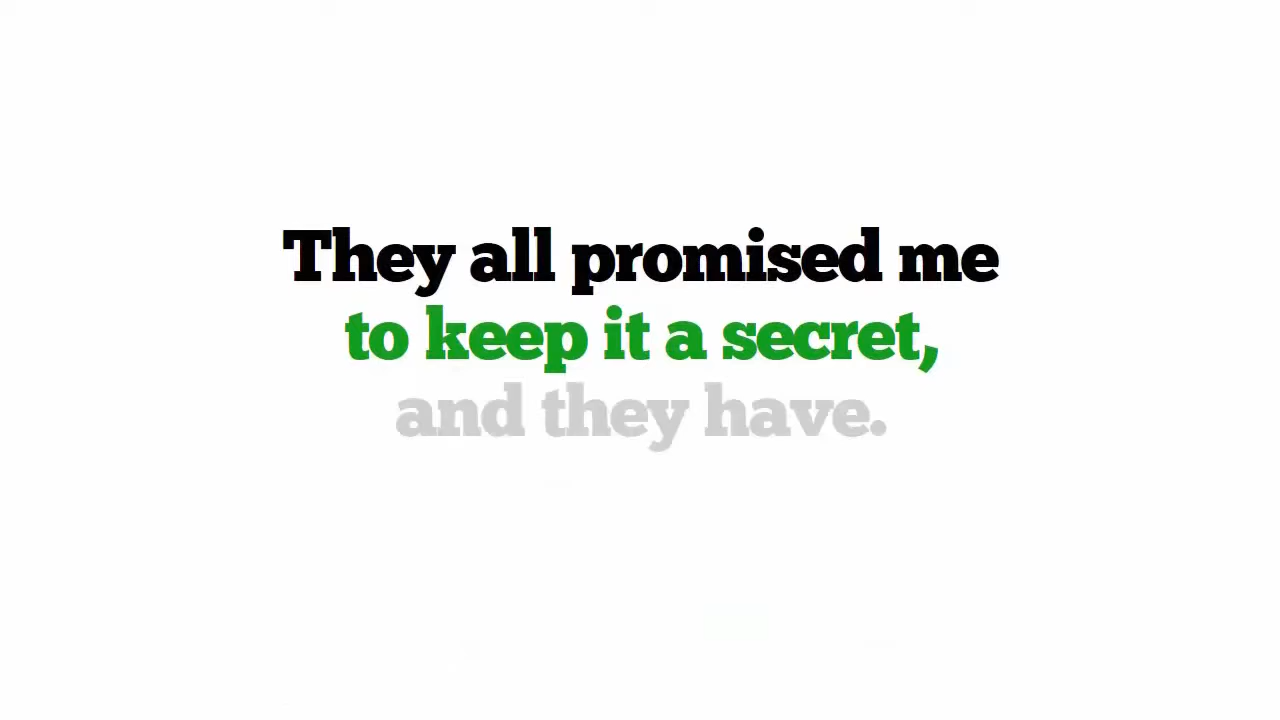 They all promised me
to keep it a secret,
and they have.